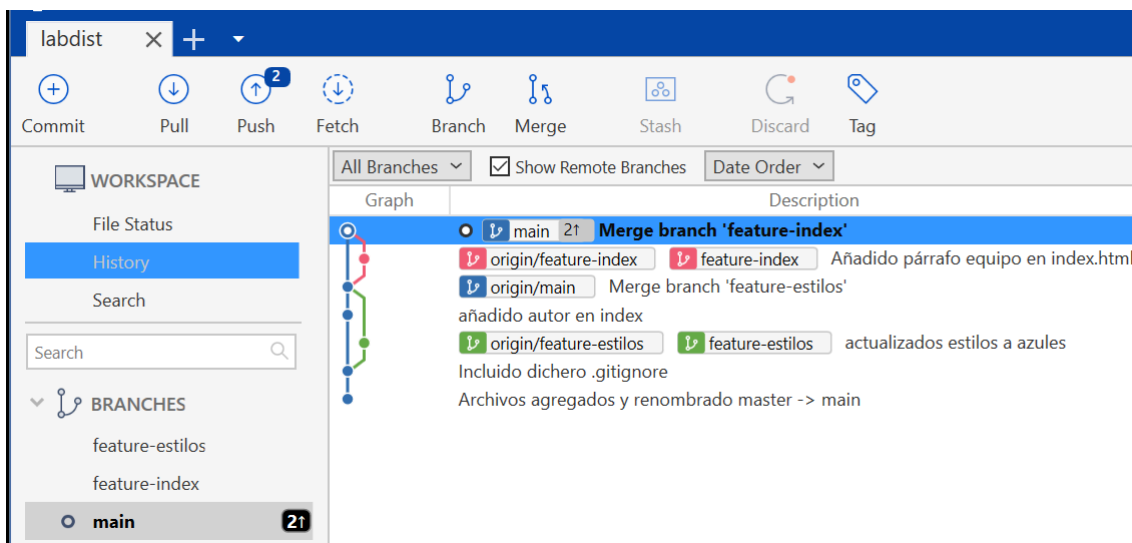 labdist
2
Commit Pull Push Fetch Branch Merge Stash Discard Tag
WORKSPACE
File Status
History
Search
Search
BRANCHES
feature-estilos
feature-index
main 2↑
All Branches Show Remote Branches Date Order
Graph Description
main 2↑ Merge branch 'feature-index'
origin/feature-index feature-index Añadido párrafo equipo en index.html
origin/main Merge branch 'feature-estilos'
añadido autor en index
origin/feature-estilos feature-estilos actualizados estilos a azules
Incluido dichero .gitignore
Archivos agregados y renombrado master -> main